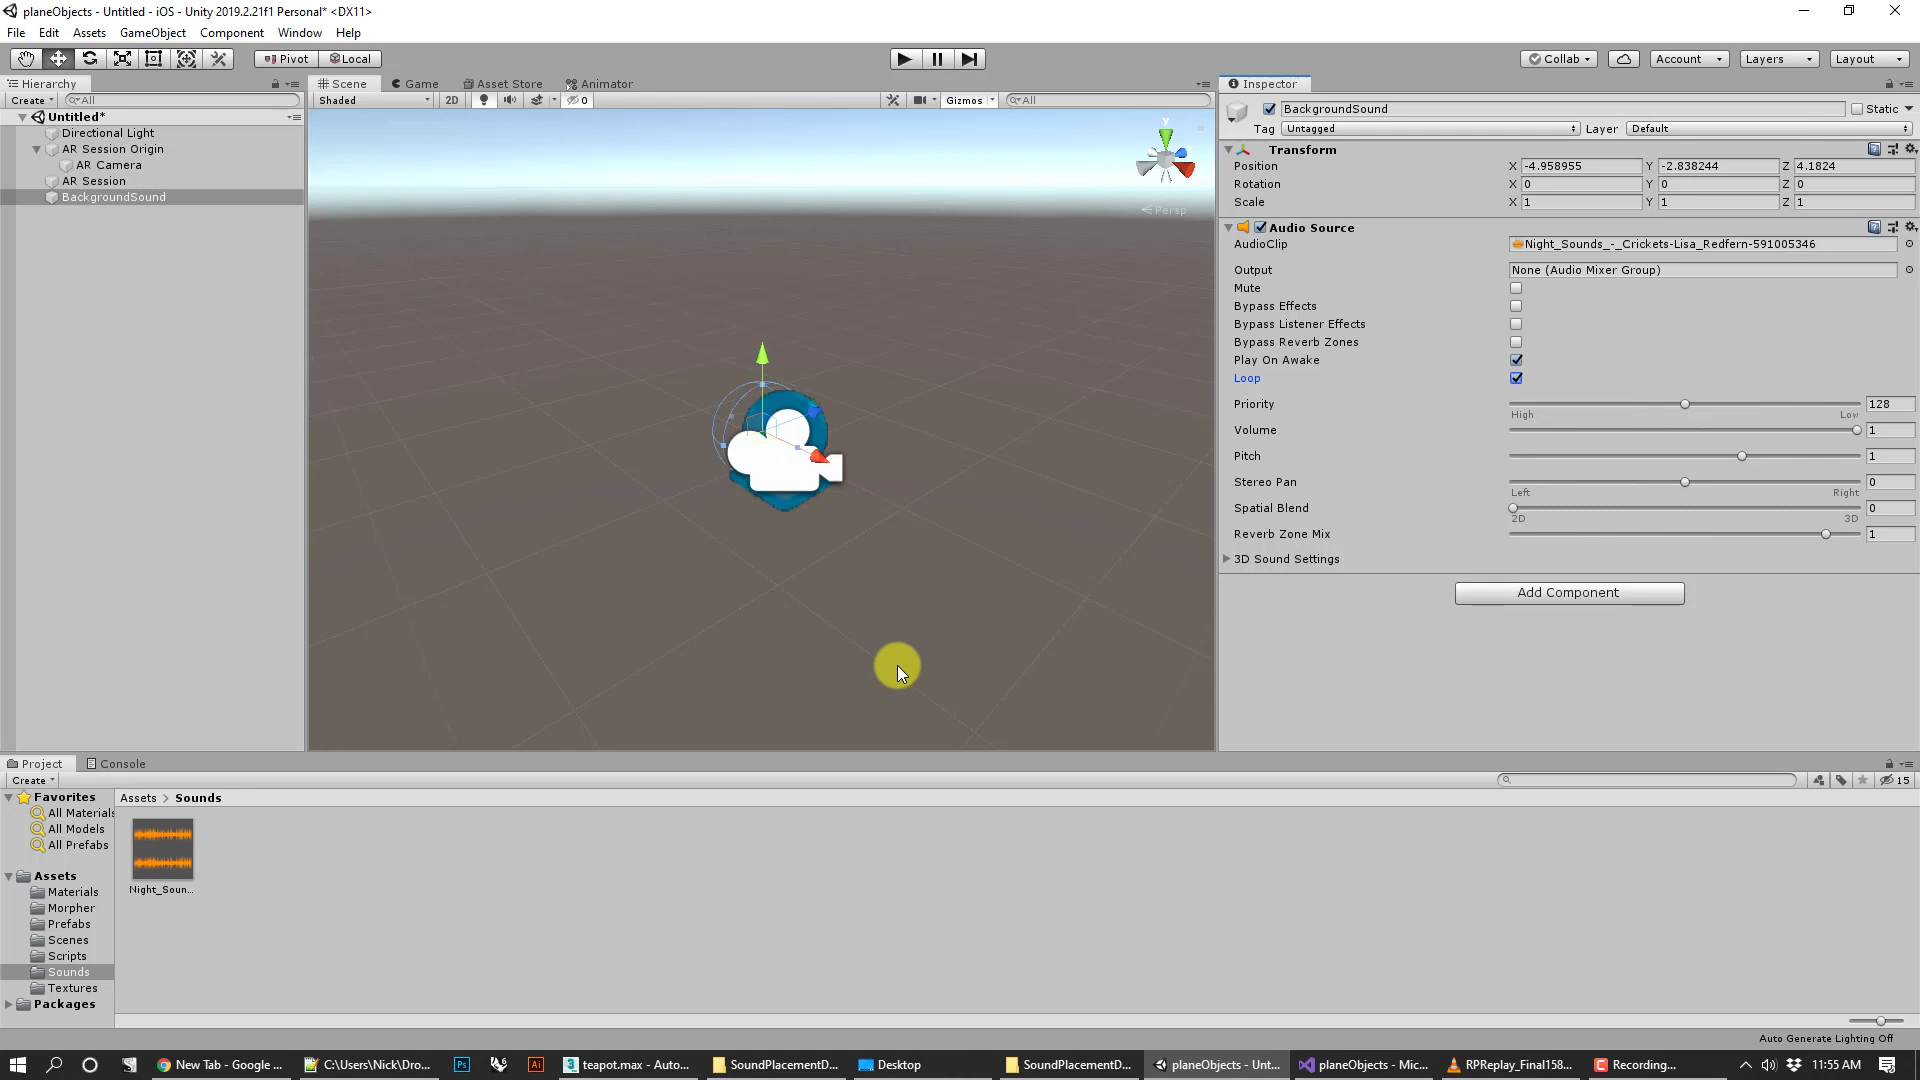 planeObjects - Untitled - iOS - Unity 2019.2.21f1 Personal* <DX11>
File Edit Assets GameObject Component Window Help
Pivot Local Collab Account Layers Layout
Hierarchy
Create All
Untitled*
Directional Light
AR Session Origin
AR Camera
AR Session
BackgroundSound
Scene Game Asset Store Animator
Shaded 2D 0 Gizmos All
y
Persp
Inspector
BackgroundSound Static
Tag Untagged Layer Default
Transform
Position X -4.958955 Y -2.838244 Z 4.1824
Rotation X 0 Y 0 Z 0
Scale X 1 Y 1 Z 1
Audio Source
AudioClip Night_Sounds_-_Crickets-Lisa_Redfern-591005346
Output None (Audio Mixer Group)
Mute
Bypass Effects
Bypass Listener Effects
Bypass Reverb Zones
Play On Awake
Loop
Priority 128
High Low
Volume 1
Pitch 1
Stereo Pan 0
Left Right
Spatial Blend 0
2D 3D
Reverb Zone Mix 1
3D Sound Settings
Add Component
Project Console
Create 15
Favorites
All Materials
All Models
All Prefabs
Assets
Materials
Morpher
Prefabs
Scenes
Scripts
Sounds
Textures
Packages
Assets > Sounds
Night_Soun...
Auto Generate Lighting Off
New Tab - Google ... C:\Users\Nick\Dro... Ps Ai teapot.max - Auto... SoundPlacementD... Desktop SoundPlacementD... planeObjects - Unt... planeObjects - Mic... RPReplay_Final158... Recording... 11:55 AM